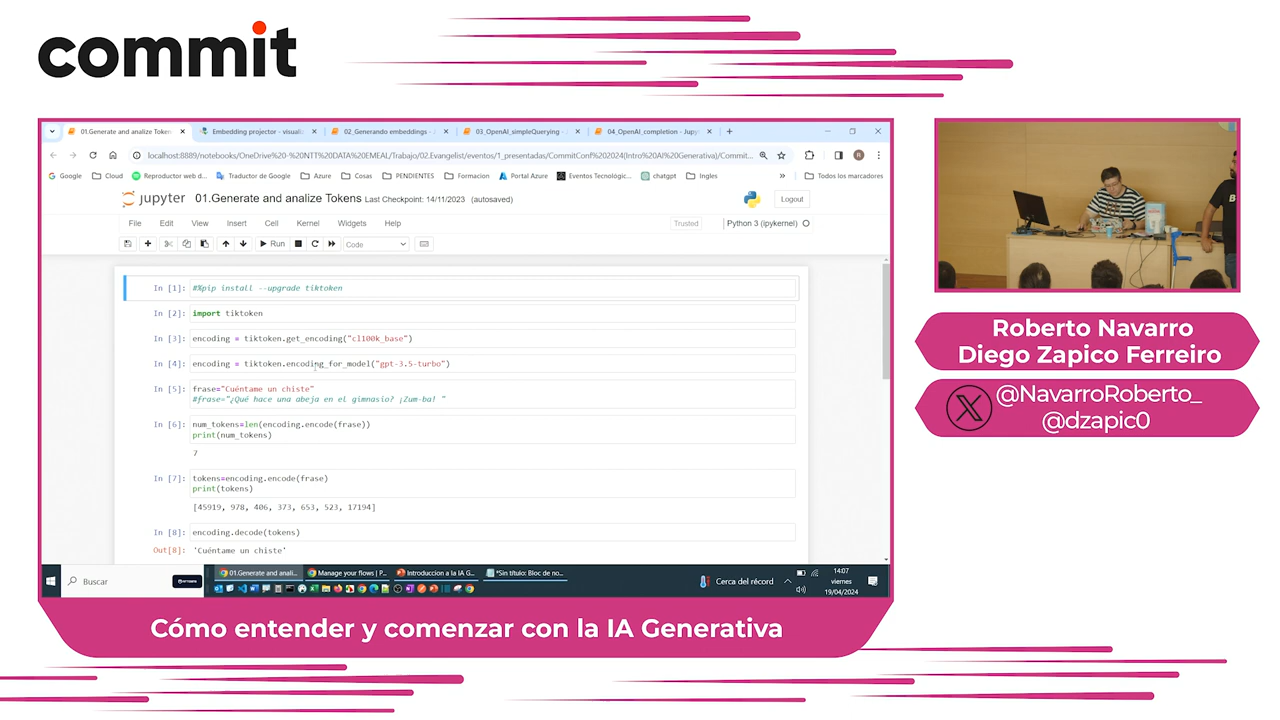 commit
01.Generate and analize Token
Embedding projector - visuali
02_Generando embeddings - J
03_OpenAI_simpleQuerying - J
04_OpenAI_completion - Jupy
localhost:8889/notebooks/OneDrive%20-%20NTT%20DATA%20EMEAL/Trabajo/02.Evangelist/eventos/1_presentadas/CommitConf%202024(Intro%20AI%20Generativa)/Commit...
Google
Cloud
Reproductor web d...
Traductor de Google
Azure
Cosas
PENDIENTES
Formacion
Portal Azure
Eventos Tecnológic...
chatgpt
Ingles
Todos los marcadores
jupyter 01.Generate and analize Tokens Last Checkpoint: 14/11/2023 (autosaved)
Logout
File Edit View Insert Cell Kernel Widgets Help
Trusted
Python 3 (ipykernel)
Run
Code
In [1]: #%pip install --upgrade tiktoken
In [2]: import tiktoken
In [3]: encoding = tiktoken.get_encoding("cl100k_base")
In [4]: encoding = tiktoken.encoding_for_model("gpt-3.5-turbo")
In [5]: frase="Cuéntame un chiste"
#frase="¿Qué hace una abeja en el gimnasio? ¡Zum-ba! "
In [6]: num_tokens=len(encoding.encode(frase))
print(num_tokens)
7
In [7]: tokens=encoding.encode(frase)
print(tokens)
[45919, 978, 406, 373, 653, 523, 17194]
In [8]: encoding.decode(tokens)
Out[8]: 'Cuéntame un chiste'
Buscar
01.Generate and anali...
Manage your flows | P...
Introduccion a la IA G...
*Sin título: Bloc de no...
Cerca del récord
14:07
viernes
19/04/2024
Roberto Navarro
Diego Zapico Ferreiro
@NavarroRoberto_
@dzapic0
Cómo entender y comenzar con la IA Generativa